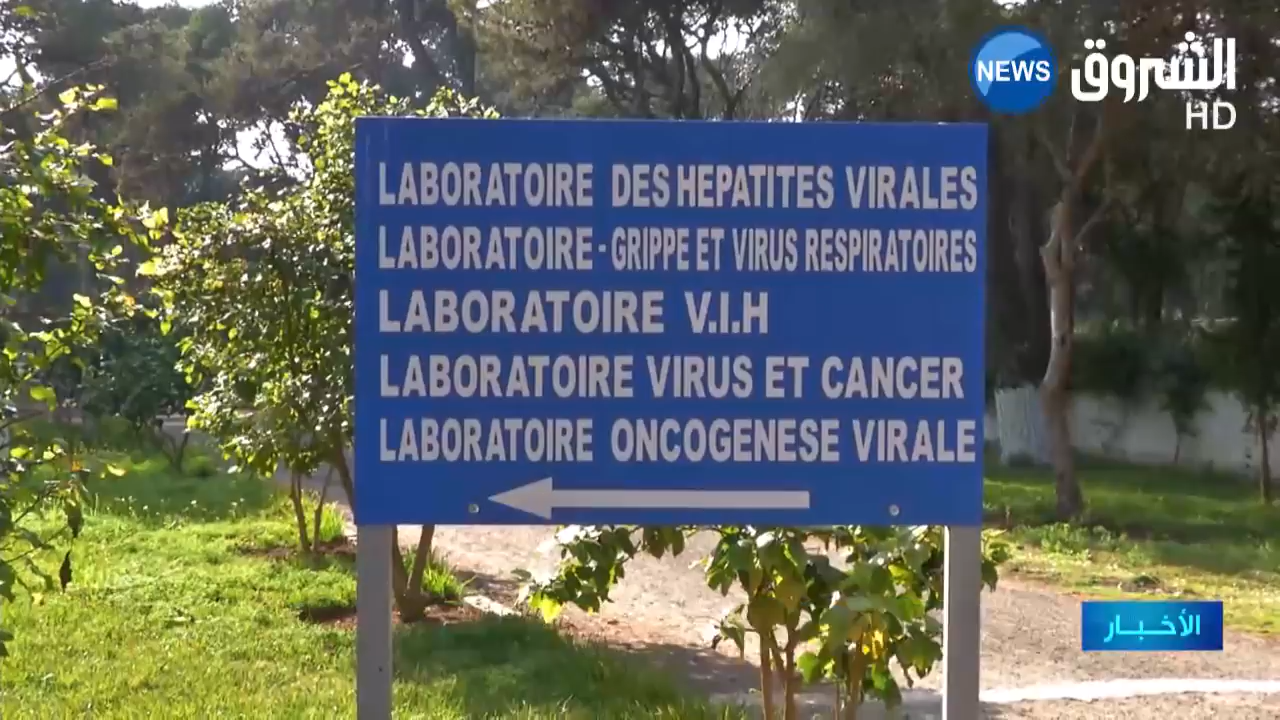 NEWS الشروق
HD
LABORATOIRE DES HEPATITES VIRALES
LABORATOIRE - GRIPPE ET VIRUS RESPIRATOIRES
LABORATOIRE V.I.H
LABORATOIRE VIRUS ET CANCER
LABORATOIRE ONCOGENESE VIRALE
الأخبار